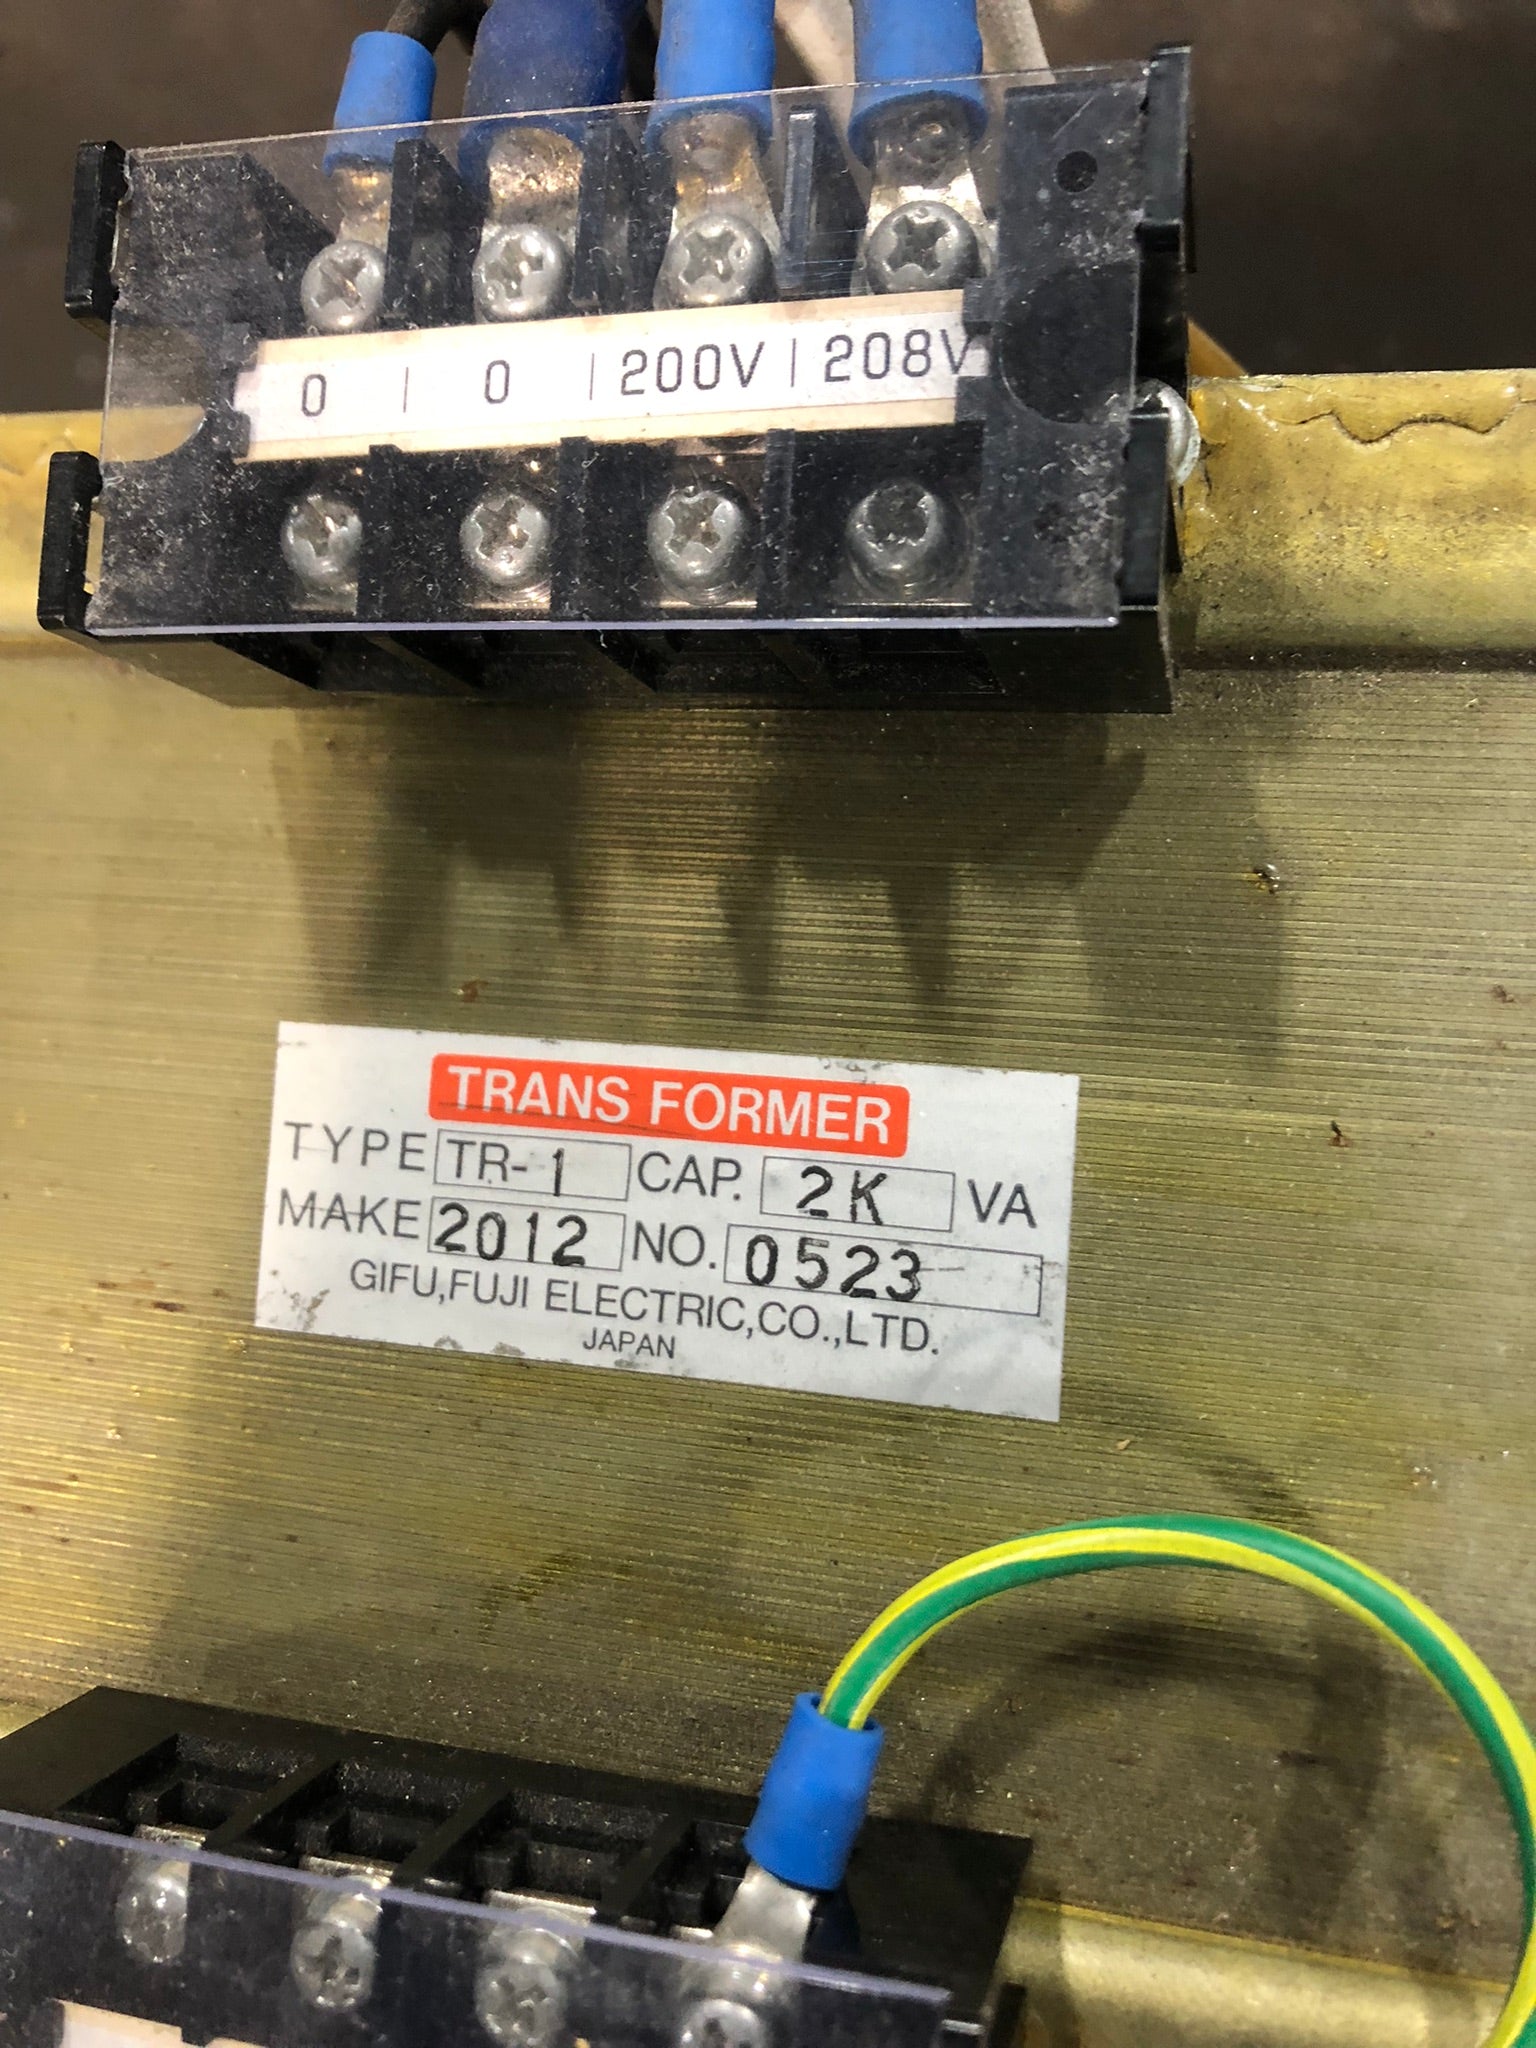 0 | 0 | 200V | 208V
TRANS FORMER
TYPE TR-1 CAP. 2K VA
MAKE 2012 NO. 0523
GIFU,FUJI ELECTRIC,CO.,LTD.
JAPAN